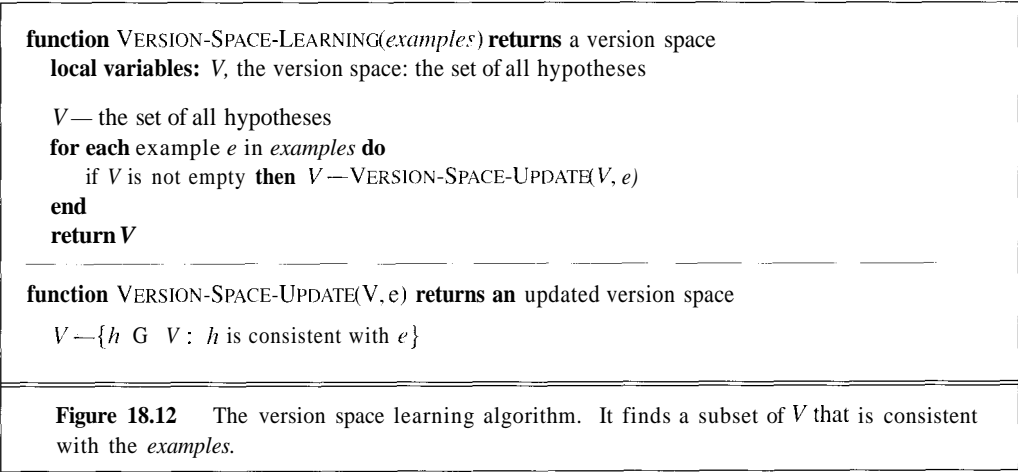 function VERSION-SPACE-LEARNING(examples) returns a version space
local variables: V, the version space: the set of all hypotheses
V— the set of all hypotheses
for each example e in examples do
if V is not empty then V—VERSION-SPACE-UPDATE(V, e)
end
return V
function VERSION-SPACE-UPDATE(V, e) returns an updated version space
V—{h G V : h is consistent with e}
Figure 18.12 The version space learning algorithm. It finds a subset of V that is consistent
with the examples.